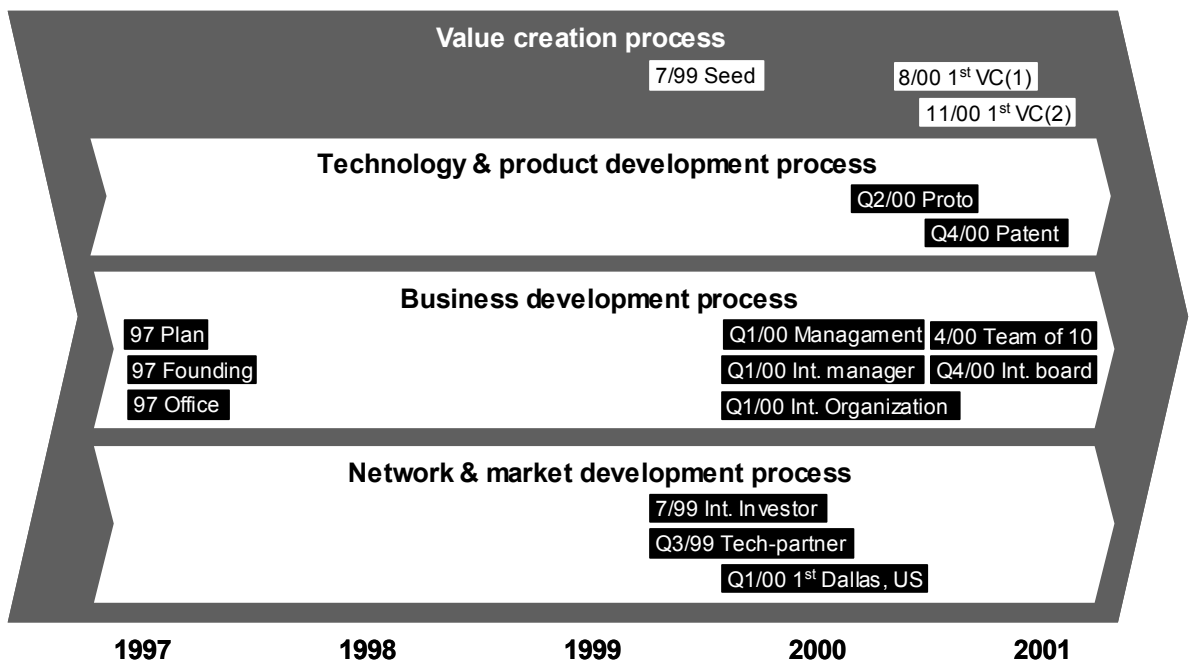 Value creation process
7/99 Seed
8/00 1st VC(1)
11/00 1st VC(2)
Technology & product development process
Q2/00 Proto
Q4/00 Patent
Business development process
97 Plan
Q1/00 Managament
4/00 Team of 10
97 Founding
Q1/00 Int. manager
Q4/00 Int. board
97 Office
Q1/00 Int. Organization
Network & market development process
7/99 Int. Investor
Q3/99 Tech-partner
Q1/00 1st Dallas, US
1997 1998 1999 2000 2001